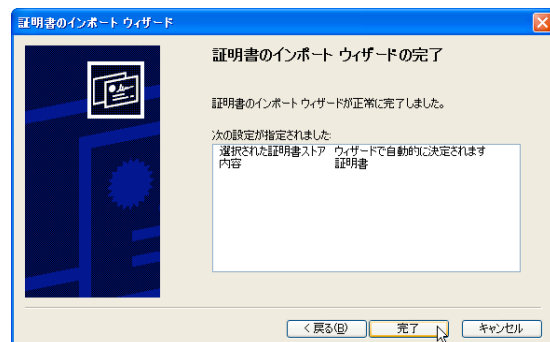 証明書のインポート ウィザード
証明書のインポート ウィザードの完了
証明書のインポート ウィザードが正常に完了しました。
次の設定が指定されました:
選択された証明書ストア ウィザードで自動的に決定されます
内容 証明書
< 戻る(B) 完了 キャンセル